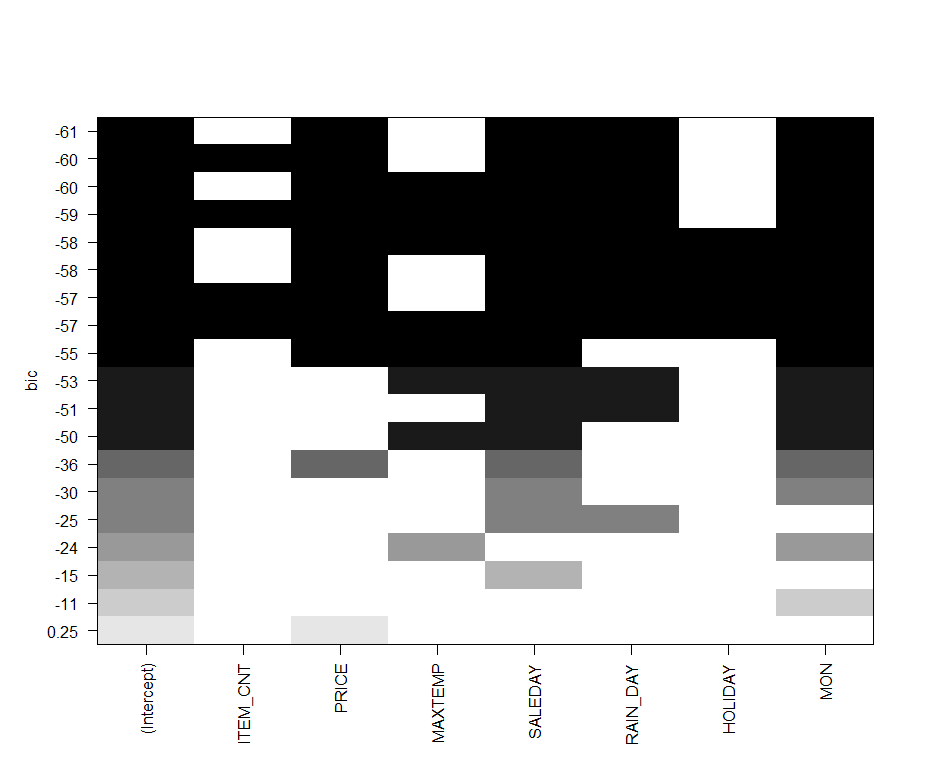 -61
-60
-60
-59
-58
-58
-57
-57
-55
-53
-51
-50
-36
-30
-25
-24
-15
-11
0.25
bic
(Intercept)
ITEM_CNT
PRICE
MAXTEMP
SALEDAY
RAIN_DAY
HOLIDAY
MON